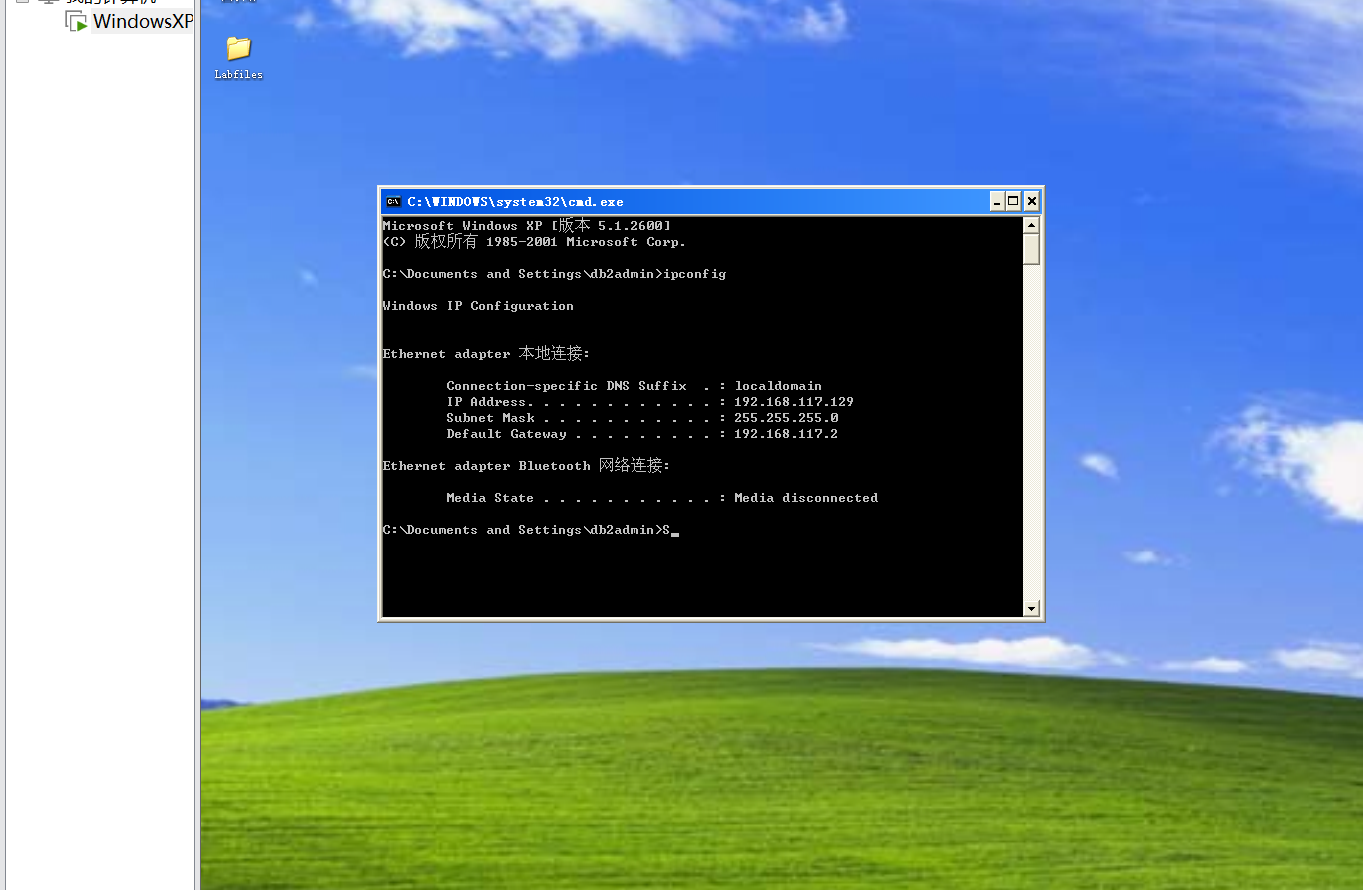 WindowsXP
Labfiles
C:\WINDOWS\system32\cmd.exe
Microsoft Windows XP [版本 5.1.2600]
(C) 版权所有 1985-2001 Microsoft Corp.
C:\Documents and Settings\db2admin>ipconfig
Windows IP Configuration
Ethernet adapter 本地连接:
Connection-specific DNS Suffix  . : localdomain
IP Address. . . . . . . . . . . . : 192.168.117.129
Subnet Mask . . . . . . . . . . . : 255.255.255.0
Default Gateway . . . . . . . . . : 192.168.117.2
Ethernet adapter Bluetooth 网络连接:
Media State . . . . . . . . . . . : Media disconnected
C:\Documents and Settings\db2admin>S_